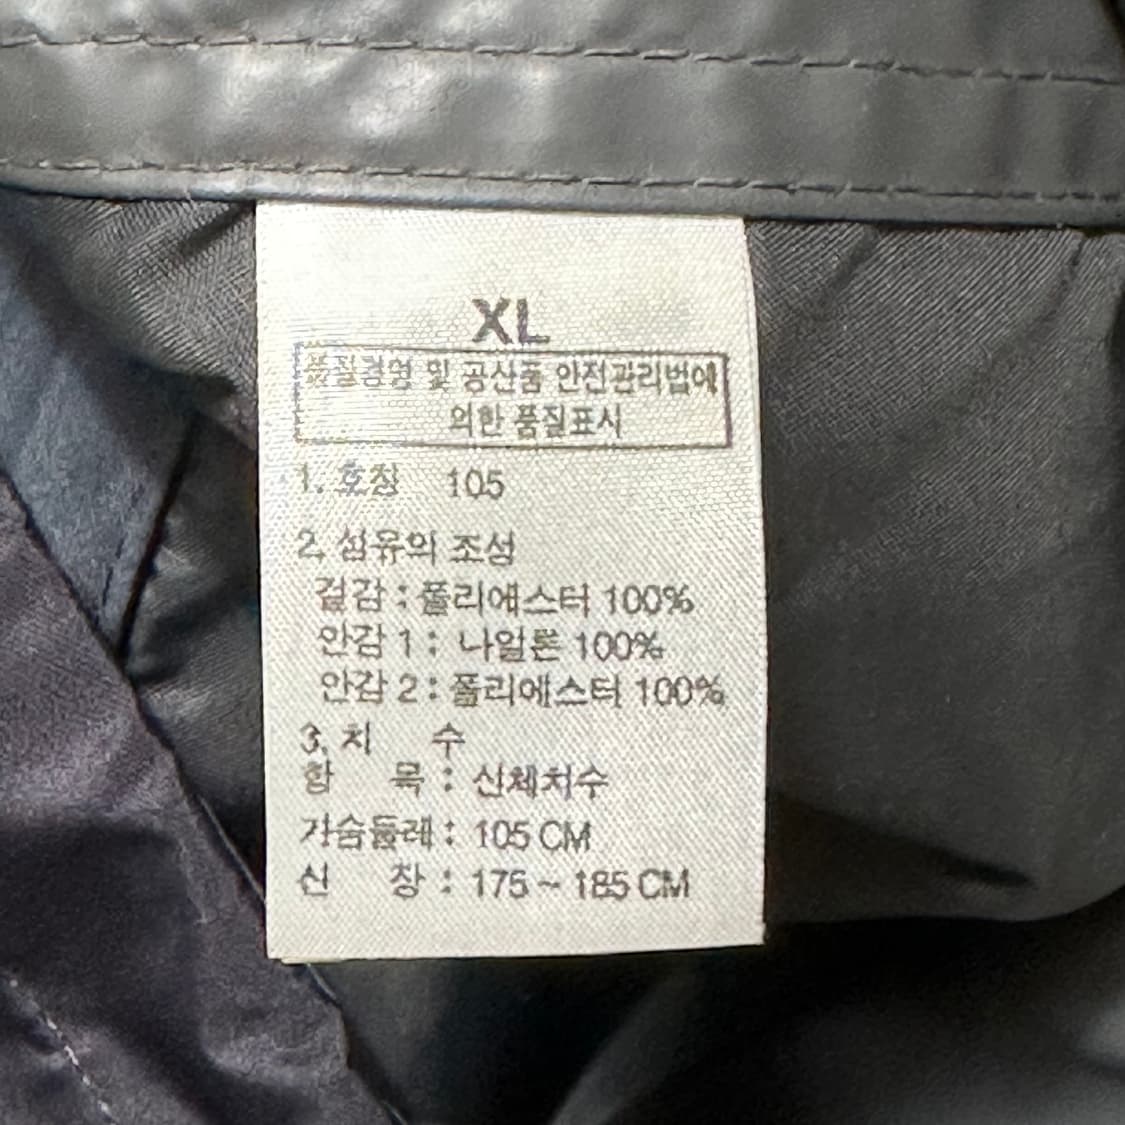 XL
품질경영 및 공산품 안전관리법에
의한 품질표시
1. 호칭 105
2. 섬유의 조성
겉감 : 폴리에스터 100%
안감 1 : 나일론 100%
안감 2 : 폴리에스터 100%
3. 치 수
항 목 : 신체치수
가슴둘레 : 105 CM
신 장 : 175 ~ 185 CM